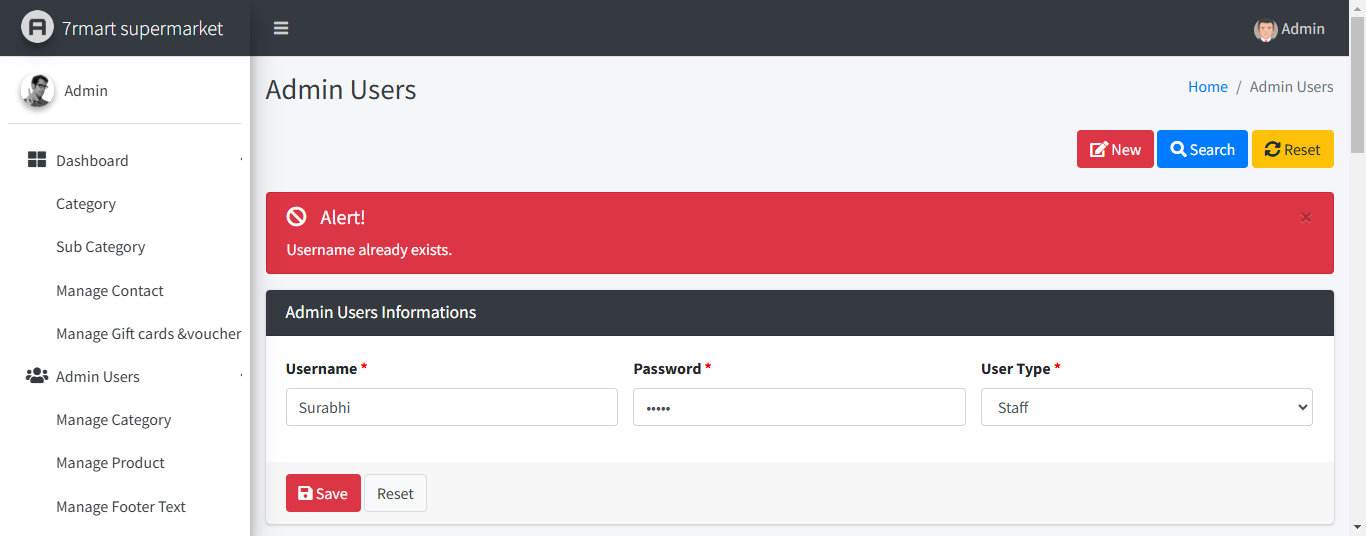 7rmart supermarket
Admin
Admin
Admin Users
Home / Admin Users
New Search Reset
Alert!
×
Username already exists.
Admin Users Informations
Username * Password * User Type *
Surabhi ••••• Staff
Save Reset
Dashboard
Category
Sub Category
Manage Contact
Manage Gift cards &voucher
Admin Users
Manage Category
Manage Product
Manage Footer Text